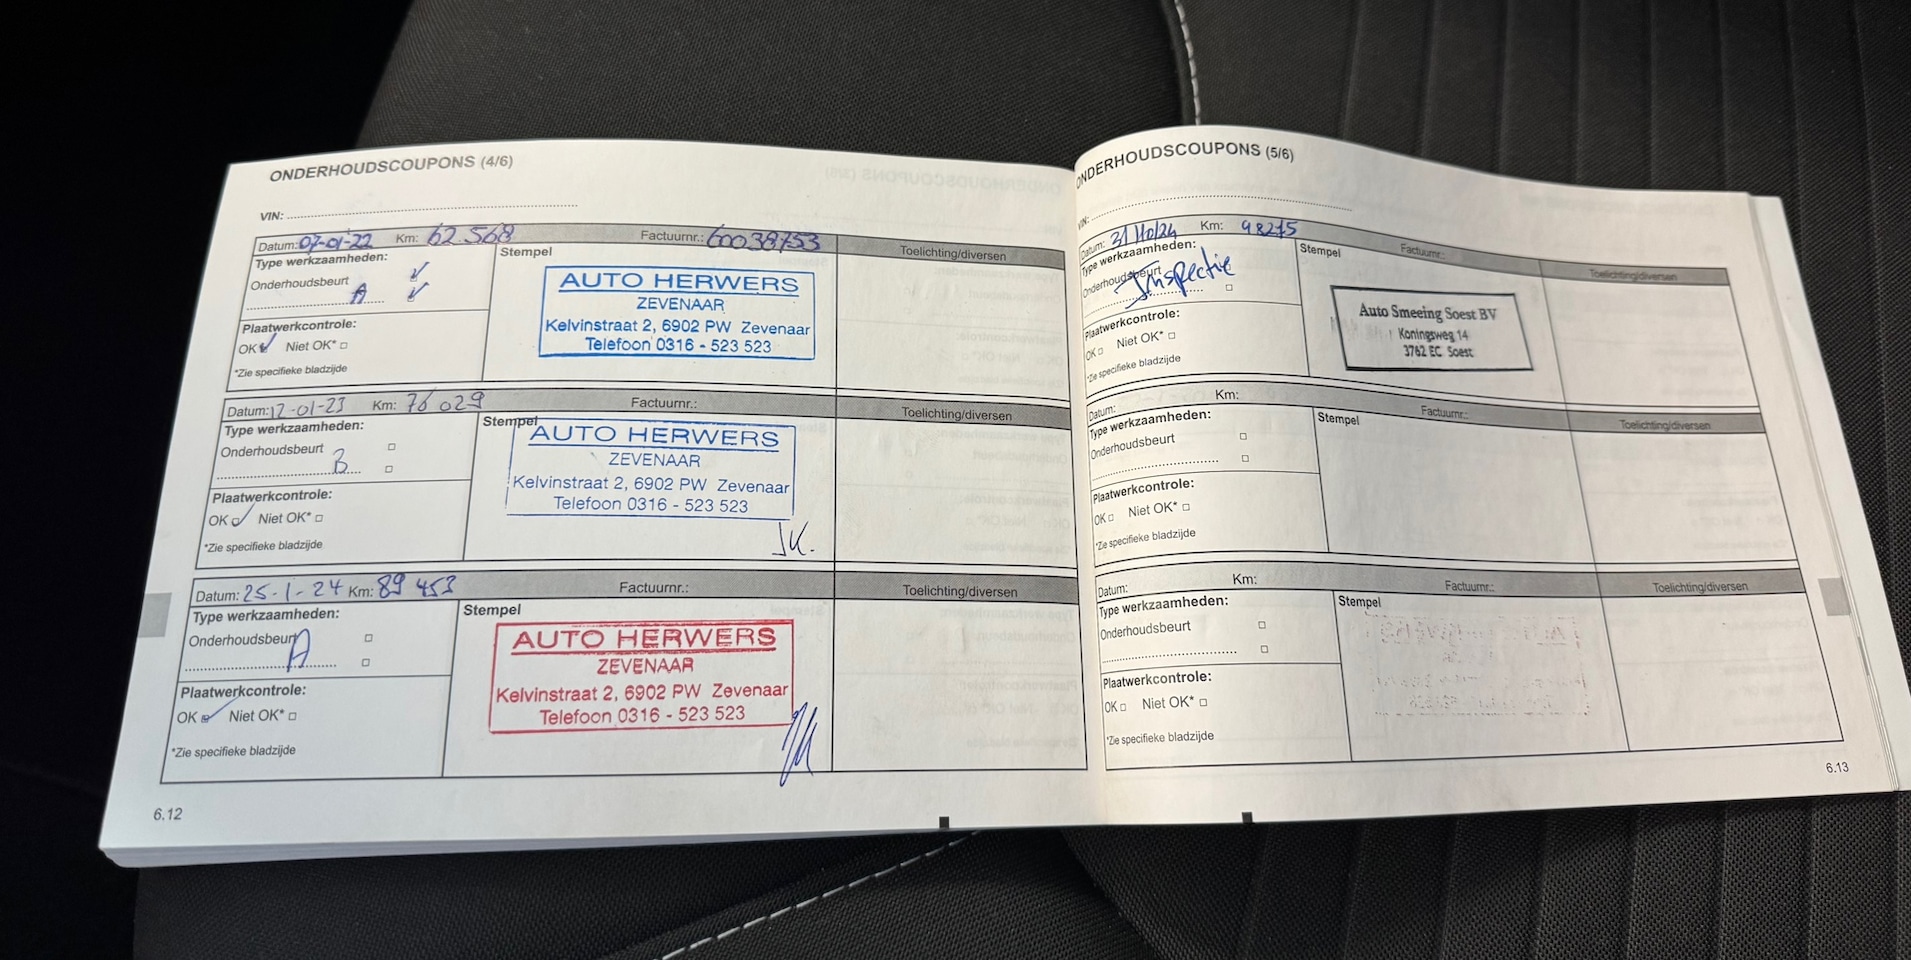 ONDERHOUDSCOUPONS (4/6)
VIN:
Datum: 07-01-22 Km: 62.568 Factuurnr.: 60038753 Toelichting/diversen
Type werkzaamheden: Stempel
Onderhoudsbeurt
A
Plaatwerkcontrole:
OK Niet OK*
*Zie specifieke bladzijde
AUTO HERWERS
ZEVENAAR
Kelvinstraat 2, 6902 PW Zevenaar
Telefoon 0316 - 523 523
Datum: 12-01-23 Km: 76 029 Factuurnr.: Toelichting/diversen
Type werkzaamheden: Stempel
Onderhoudsbeurt
B
Plaatwerkcontrole:
OK Niet OK*
*Zie specifieke bladzijde
AUTO HERWERS
ZEVENAAR
Kelvinstraat 2, 6902 PW Zevenaar
Telefoon 0316 - 523 523
Datum: 25-1-24 Km: 89 453 Factuurnr.: Toelichting/diversen
Type werkzaamheden: Stempel
Onderhoudsbeurt
A
Plaatwerkcontrole:
OK Niet OK*
*Zie specifieke bladzijde
AUTO HERWERS
ZEVENAAR
Kelvinstraat 2, 6902 PW Zevenaar
Telefoon 0316 - 523 523
6.12
ONDERHOUDSCOUPONS (5/6)
VIN:
Datum: 31/10/24 Km: 98275 Factuurnr.: Toelichting/diversen
Type werkzaamheden: Stempel
Onderhoudsbeurt
Inspectie
Plaatwerkcontrole:
OK Niet OK*
*Zie specifieke bladzijde
Auto Smeeing Soest BV
Koningsweg 14
3762 EC Soest
Datum: Km: Factuurnr.: Toelichting/diversen
Type werkzaamheden: Stempel
Onderhoudsbeurt
Plaatwerkcontrole:
OK Niet OK*
*Zie specifieke bladzijde
Datum: Km: Factuurnr.: Toelichting/diversen
Type werkzaamheden: Stempel
Onderhoudsbeurt
Plaatwerkcontrole:
OK Niet OK*
*Zie specifieke bladzijde
6.13